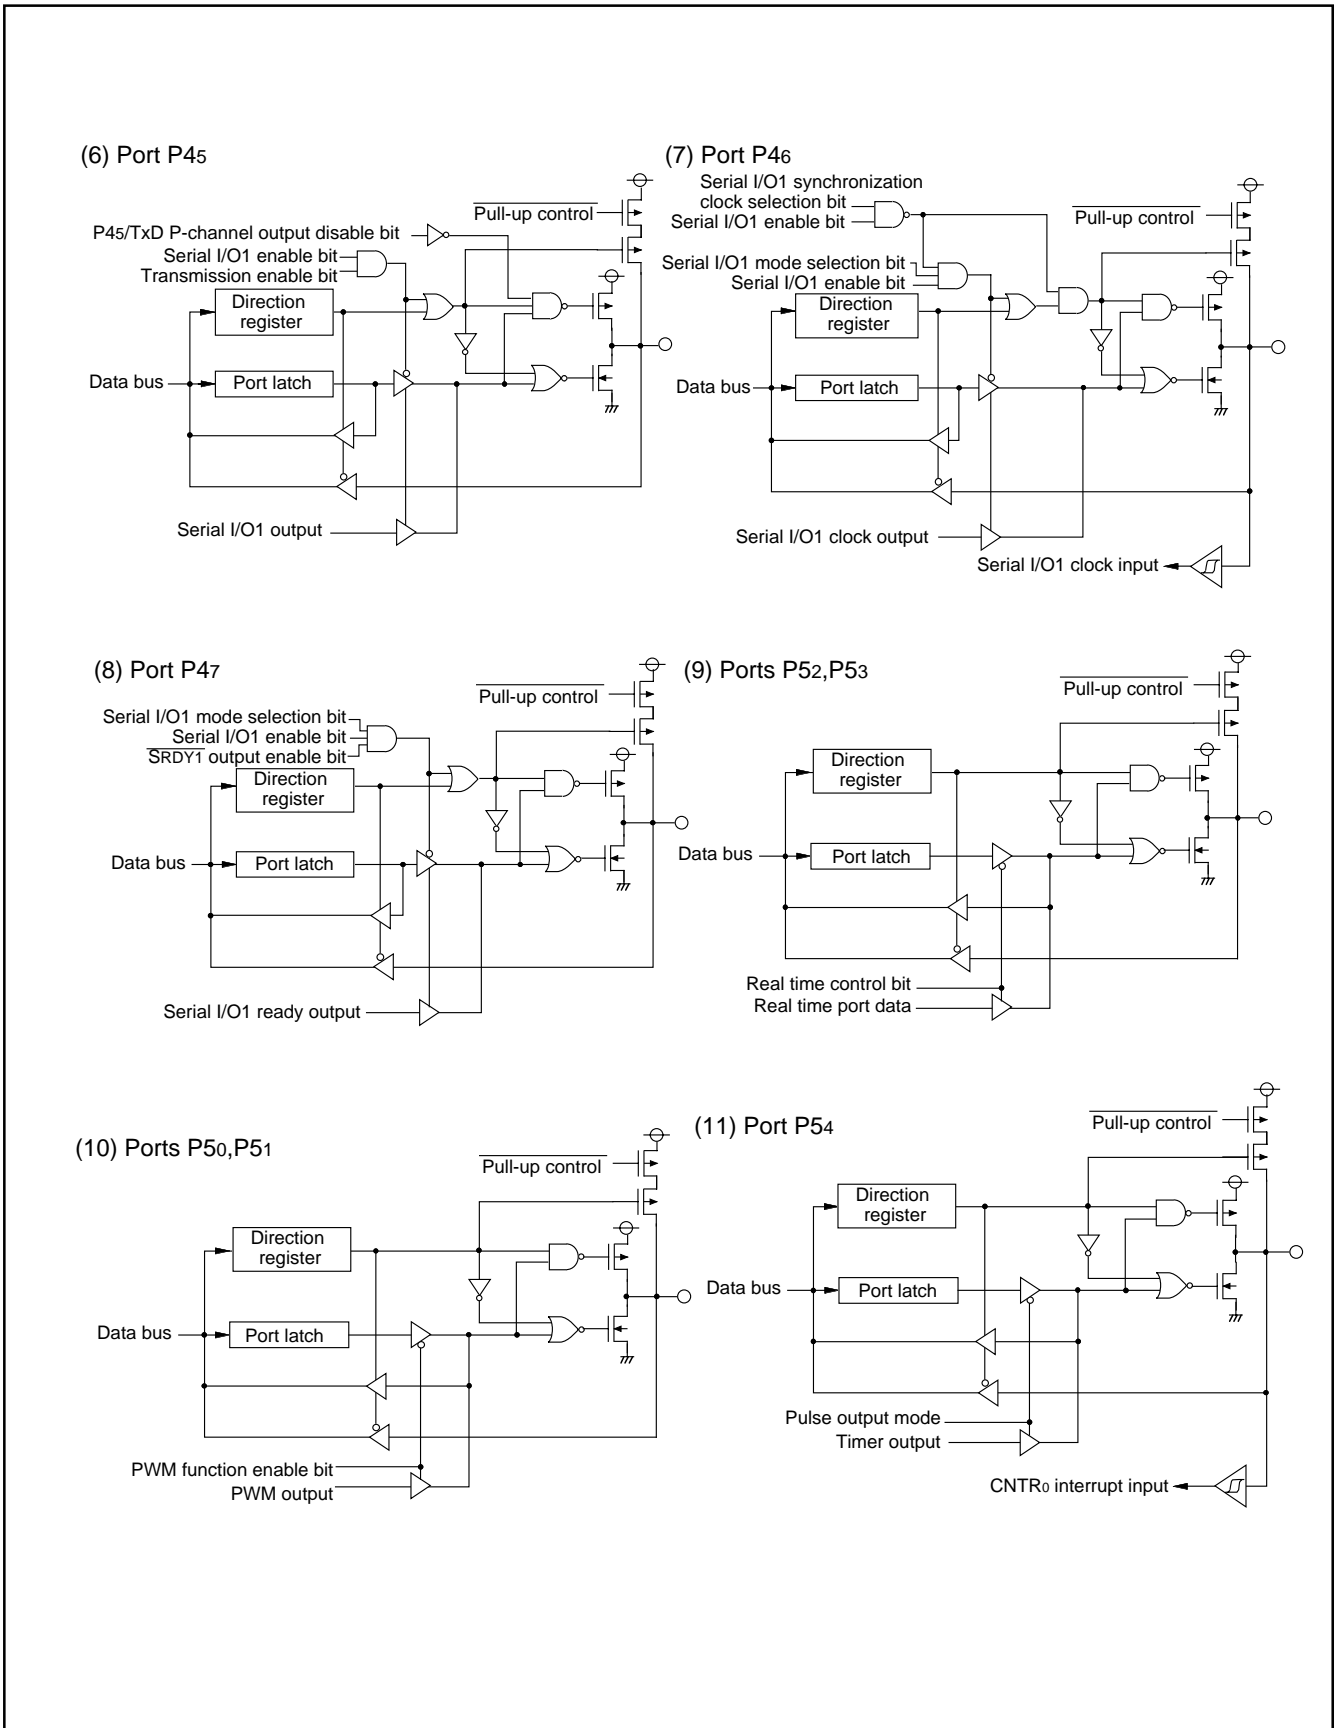 (6) Port P45
Pull-up control
P45/TxD P-channel output disable bit
Serial I/O1 enable bit
Transmission enable bit
Direction
register
Data bus
Port latch
Serial I/O1 output
(7) Port P46
Serial I/O1 synchronization
clock selection bit
Serial I/O1 enable bit
Pull-up control
Serial I/O1 mode selection bit
Serial I/O1 enable bit
Direction
register
Data bus
Port latch
Serial I/O1 clock output
Serial I/O1 clock input
(8) Port P47
Pull-up control
Serial I/O1 mode selection bit
Serial I/O1 enable bit
SRDY1 output enable bit
Direction
register
Data bus
Port latch
Serial I/O1 ready output
(9) Ports P52,P53
Pull-up control
Direction
register
Data bus
Port latch
Real time control bit
Real time port data
(10) Ports P50,P51
Pull-up control
Direction
register
Data bus
Port latch
PWM function enable bit
PWM output
(11) Port P54
Pull-up control
Direction
register
Data bus
Port latch
Pulse output mode
Timer output
CNTR0 interrupt input